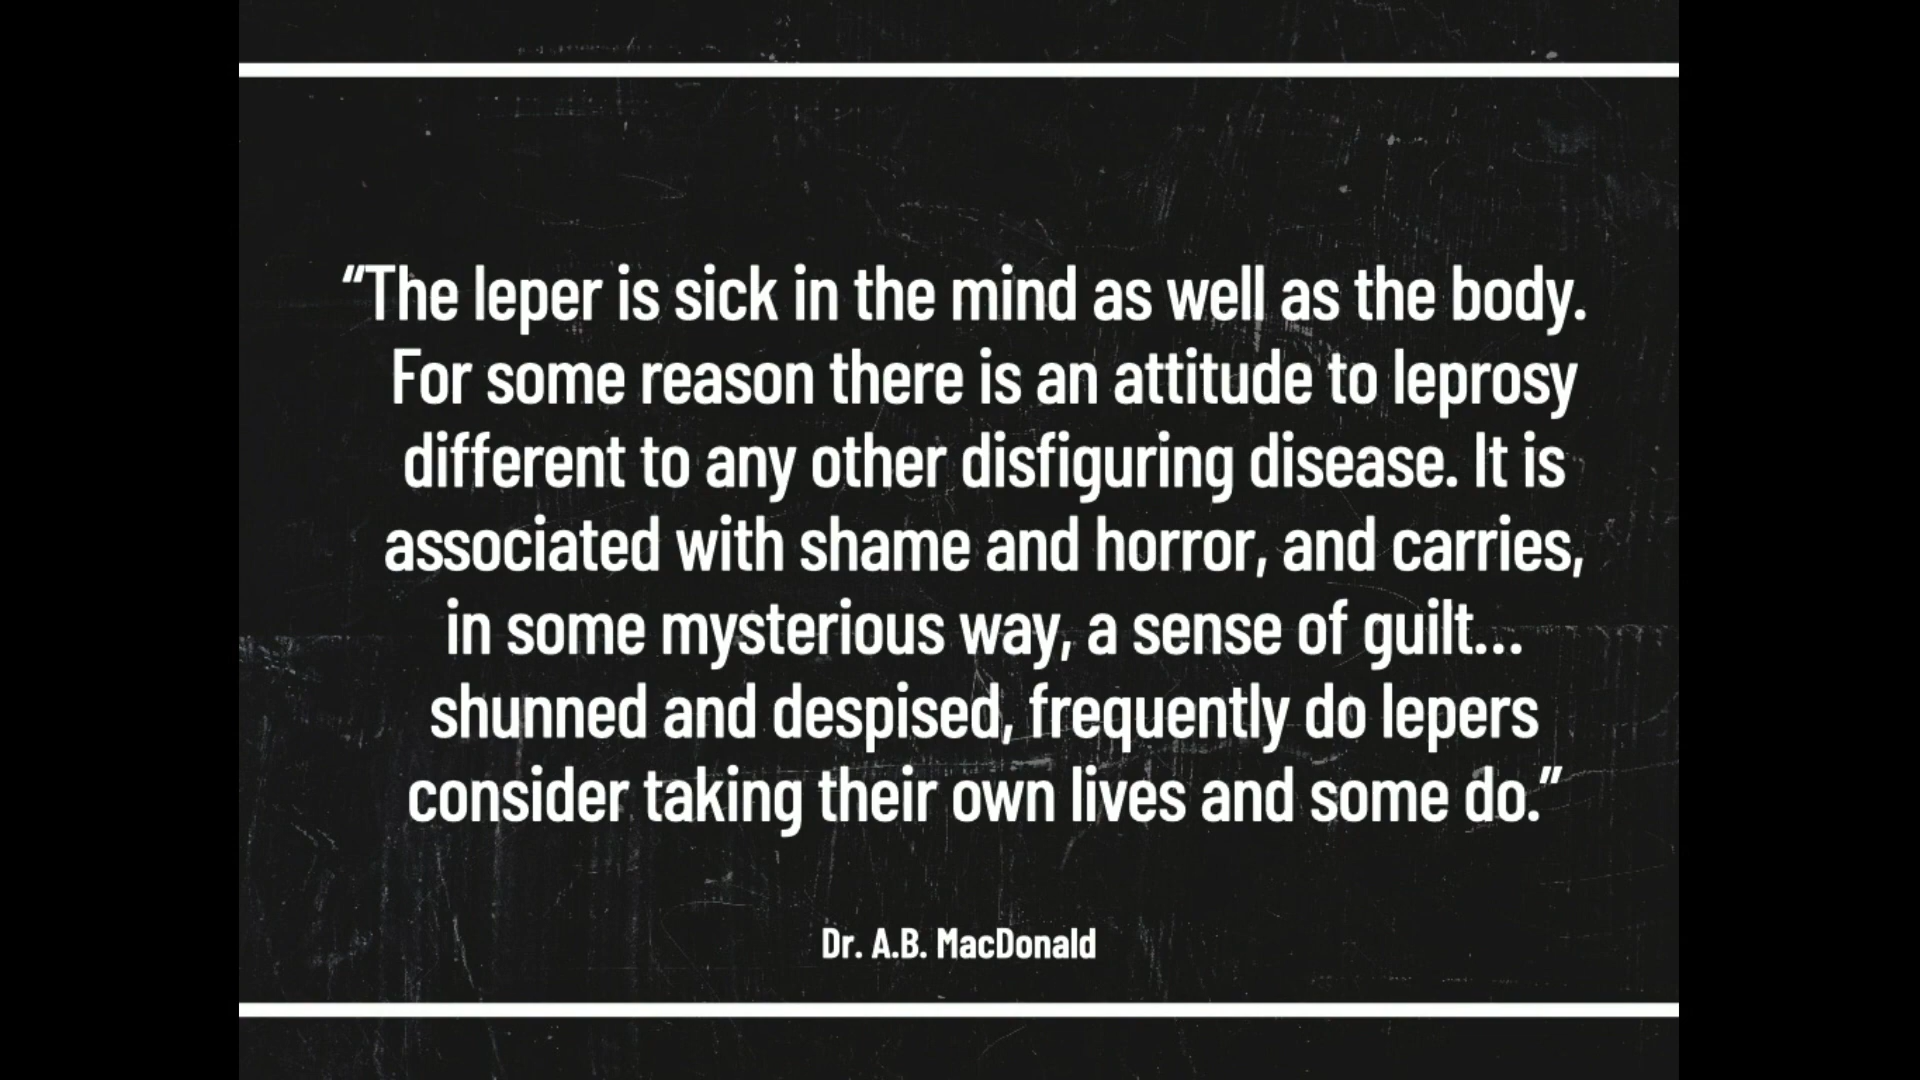 “The leper is sick in the mind as well as the body.
For some reason there is an attitude to leprosy
different to any other disfiguring disease. It is
associated with shame and horror, and carries,
in some mysterious way, a sense of guilt...
shunned and despised, frequently do lepers
consider taking their own lives and some do.”
Dr. A.B. MacDonald